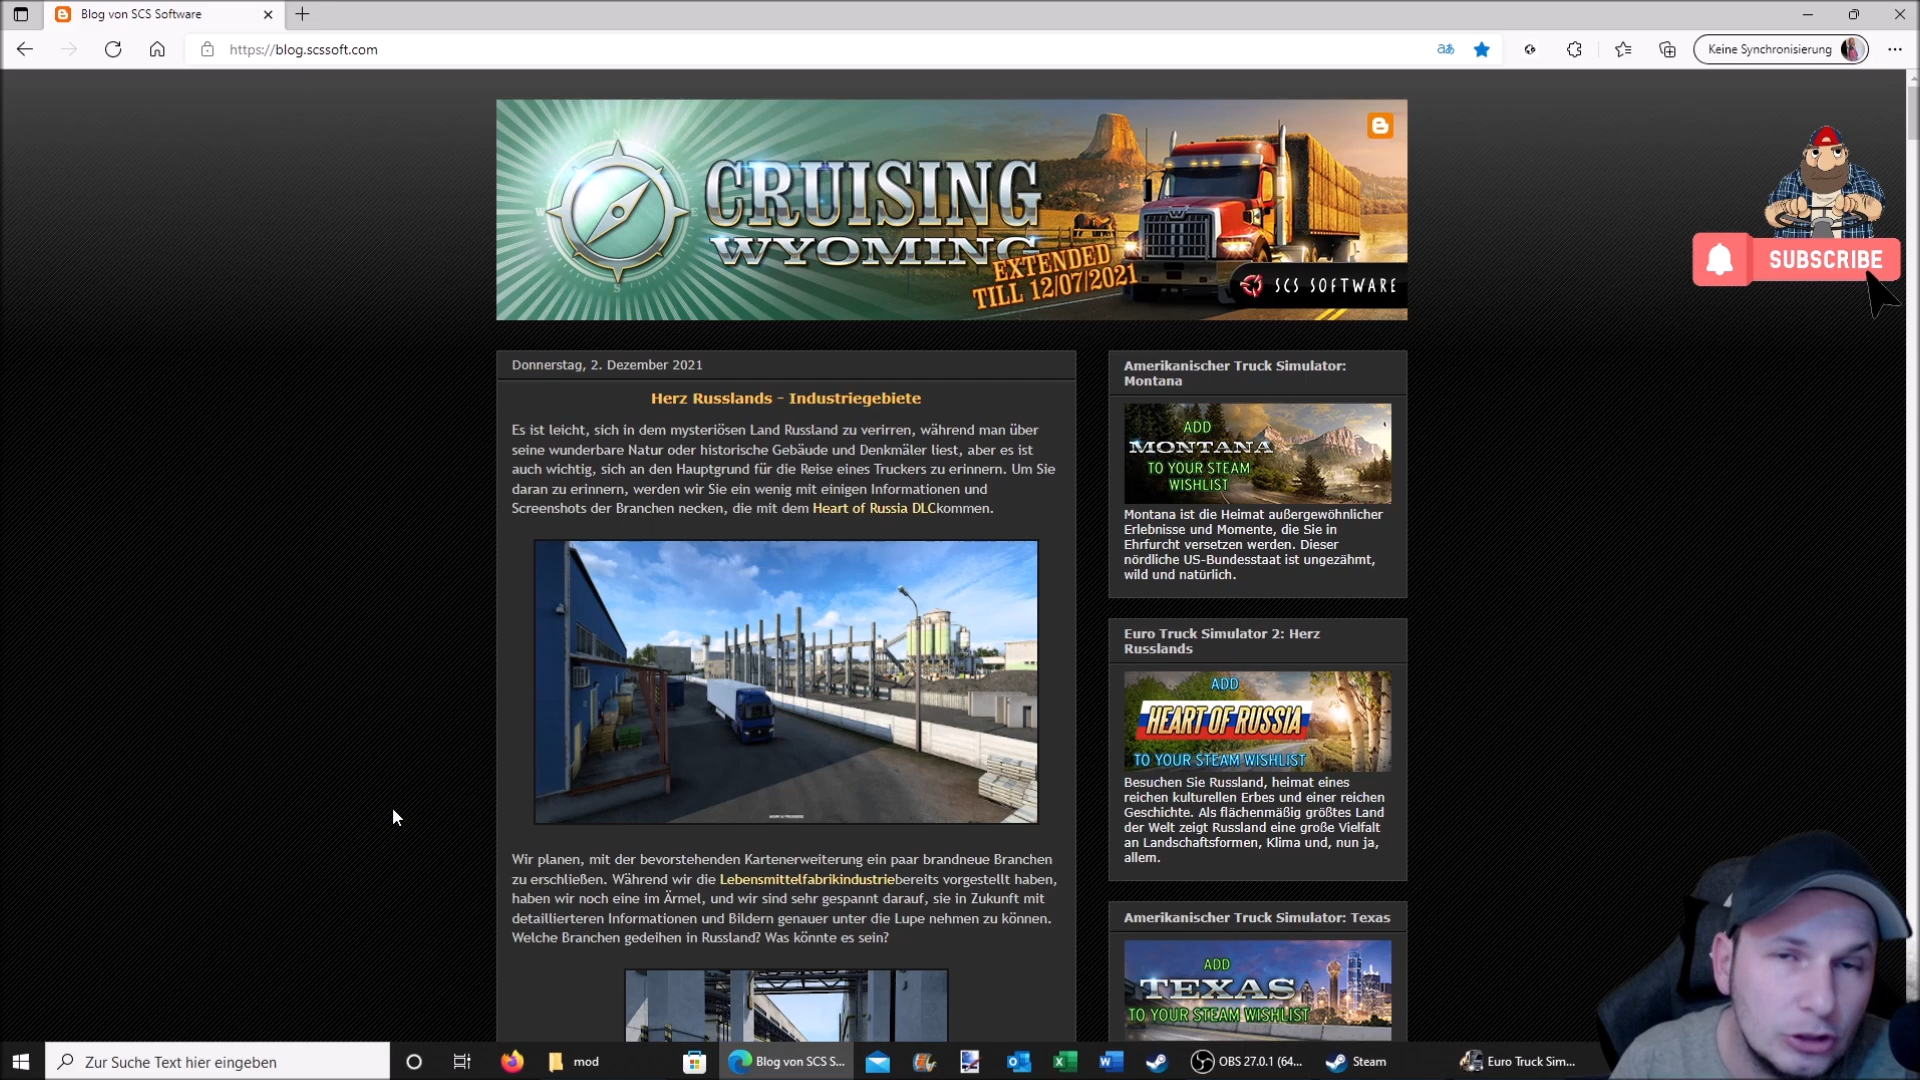 Blog von SCS Software
https://blog.scssoft.com
aあ
Keine Synchronisierung
N
W
E
S
CRUISING
WYOMING
EXTENDED
TILL 12/07/2021
SCS SOFTWARE
SUBSCRIBE
Donnerstag, 2. Dezember 2021
Herz Russlands - Industriegebiete
Es ist leicht, sich in dem mysteriösen Land Russland zu verirren, während man über
seine wunderbare Natur oder historische Gebäude und Denkmäler liest, aber es ist
auch wichtig, sich an den Hauptgrund für die Reise eines Truckers zu erinnern. Um Sie
daran zu erinnern, werden wir Sie ein wenig mit einigen Informationen und
Screenshots der Branchen necken, die mit dem Heart of Russia DLCkommen.
Wir planen, mit der bevorstehenden Kartenerweiterung ein paar brandneue Branchen
zu erschließen. Während wir die Lebensmittelfabrikindustriebereits vorgestellt haben,
haben wir noch eine im Ärmel, und wir sind sehr gespannt darauf, sie in Zukunft mit
detaillierteren Informationen und Bildern genauer unter die Lupe nehmen zu können.
Welche Branchen gedeihen in Russland? Was könnte es sein?
Amerikanischer Truck Simulator:
Montana
ADD
MONTANA
TO YOUR STEAM
WISHLIST
Montana ist die Heimat außergewöhnlicher
Erlebnisse und Momente, die Sie in
Ehrfurcht versetzen werden. Dieser
nördliche US-Bundesstaat ist ungezähmt,
wild und natürlich.
Euro Truck Simulator 2: Herz
Russlands
ADD
HEART OF RUSSIA
TO YOUR STEAM WISHLIST
Besuchen Sie Russland, heimat eines
reichen kulturellen Erbes und einer reichen
Geschichte. Als flächenmäßig größtes Land
der Welt zeigt Russland eine große Vielfalt
an Landschaftsformen, Klima und, nun ja,
allem.
Amerikanischer Truck Simulator: Texas
ADD
TEXAS
TO YOUR STEAM WISHLIST
Zur Suche Text hier eingeben
mod
Blog von SCS S...
OBS 27.0.1 (64...
Steam
Euro Truck Sim...